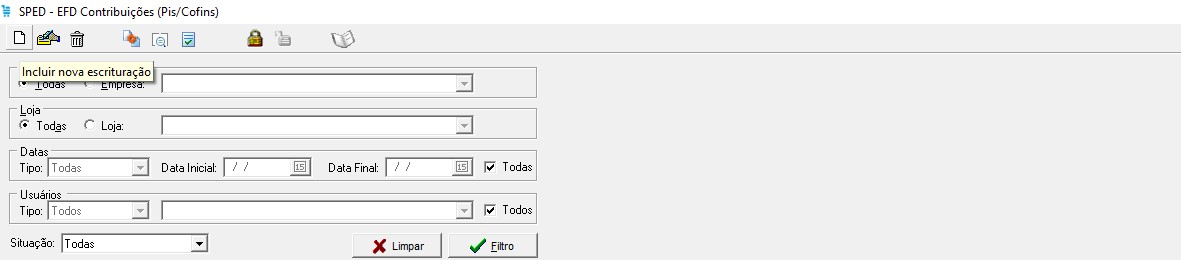 SPED - EFD Contribuições (Pis/Cofins)
Incluir nova escrituração
Todas Empresa:
Loja
Todas Loja:
Datas
Tipo: Todas Data Inicial: / / 15 Data Final: / / 15 Todas
Usuários
Tipo: Todos Todos
Situação: Todas Limpar Filtro